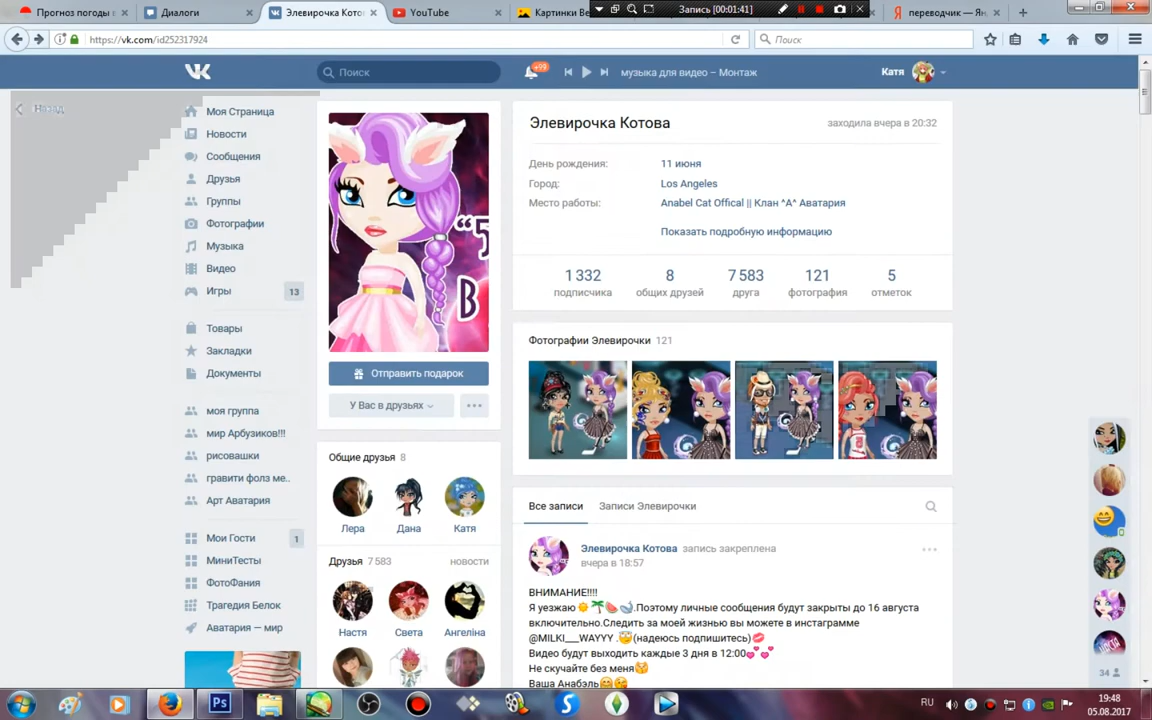 Прогноз погоды в
Диалоги
Элевирочка Кото
YouTube
Картинки Ве
Запись [00:01:41]
переводчик — Ян
https://vk.com/id252317924
Поиск
Поиск
+99
музыка для видео – Монтаж
Катя
Назад
Моя Страница
Новости
Сообщения
Друзья
Группы
Фотографии
Музыка
Видео
Игры
13
Товары
Закладки
Документы
моя группа
мир Арбузиков!!!
рисовашки
гравити фолз ме..
Арт Аватария
Мои Гости
1
МиниТесты
ФотоФания
Трагедия Белок
Аватария — мир
В
Отправить подарок
У Вас в друзьях
Общие друзья 8
Лера
Дана
Катя
Друзья 7 583
новости
Настя
Света
Ангеліна
Элевирочка Котова
заходила вчера в 20:32
День рождения:
11 июня
Город:
Los Angeles
Место работы:
Anabel Cat Offical || Клан ^A^ Аватария
Показать подробную информацию
1 332
подписчика
8
общих друзей
7 583
друга
121
фотография
5
отметок
Фотографии Элевирочки 121
Все записи
Записи Элевирочки
Элевирочка Котова запись закреплена
вчера в 18:57
ВНИМАНИЕ!!!!
Я уезжаю☀🌴🍉🐳.Поэтому личные сообщения будут закрыты до 16 августа
включительно.Следить за моей жизнью вы можете в инстаграмме
@MILKI___WAYYY .😇(надеюсь подпишитесь)💋
Видео будут выходить каждые 3 дня в 12:00💕💕
Не скучайте без меня😽
Ваша Анабэль🤗😘
34
RU
19:48
05.08.2017